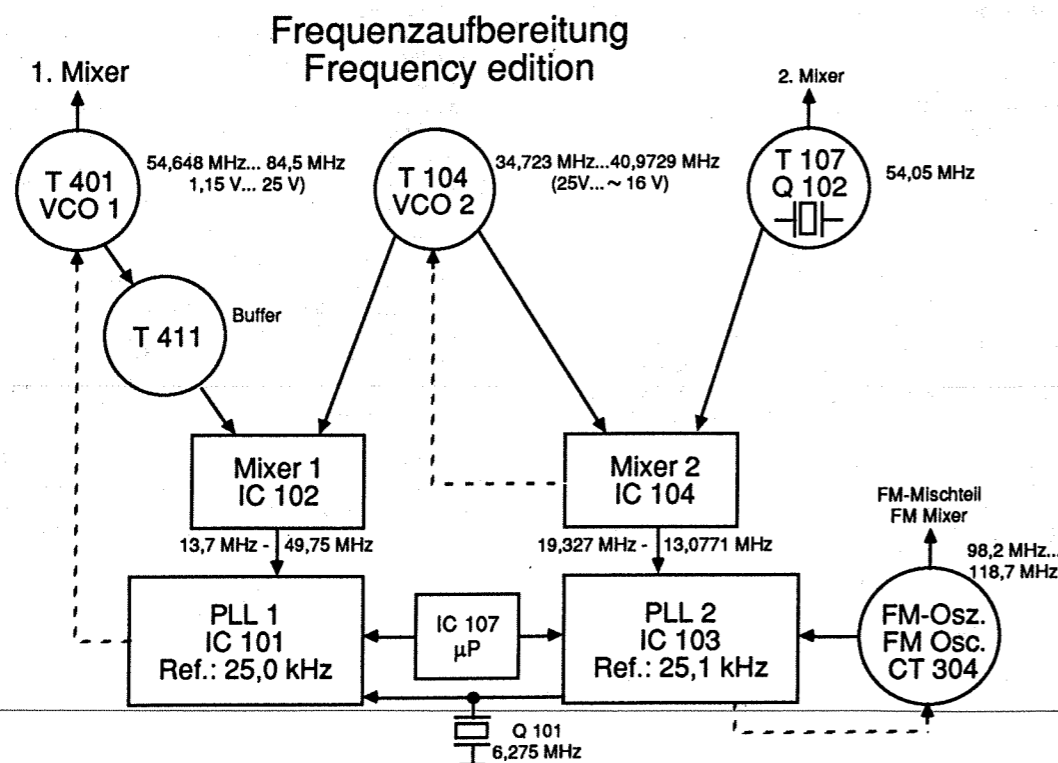 Frequenzaufbereitung
Frequency edition
1. Mixer
2. Mixer
T 401
VCO 1
54,648 MHz... 84,5 MHz
1,15 V... 25 V)
T 104
VCO 2
34,723 MHz...40,9729 MHz
(25V...~ 16 V)
T 107
Q 102
54,05 MHz
T 411
Buffer
Mixer 1
IC 102
Mixer 2
IC 104
FM-Mischteil
FM Mixer
13,7 MHz - 49,75 MHz
19,327 MHz - 13,0771 MHz
98,2 MHz...
118,7 MHz
PLL 1
IC 101
Ref.: 25,0 kHz
IC 107
µP
PLL 2
IC 103
Ref.: 25,1 kHz
FM-Osz.
FM Osc.
CT 304
Q 101
6,275 MHz